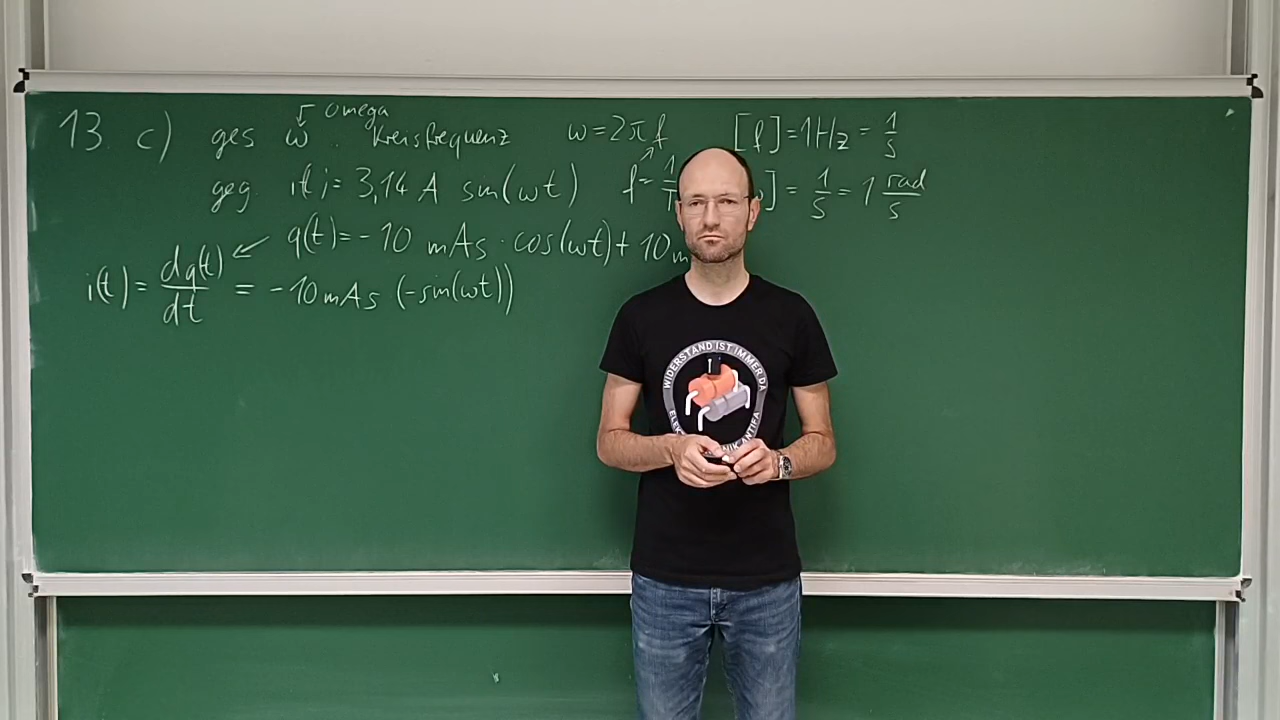 13 c) ges ω . Kreisfrequenz ω = 2πf [f] = 1 Hz = 1/s
↓ Omega
geg. i(t) = 3,14 A sin(ωt) f = 1/T [ω] = 1/s = 1 rad/s
q(t) = - 10 mAs · cos(ωt) + 10 m
i(t) = dq(t)/dt = - 10 mAs (-sin(ωt))
WIDERSTAND IST IMMER DA